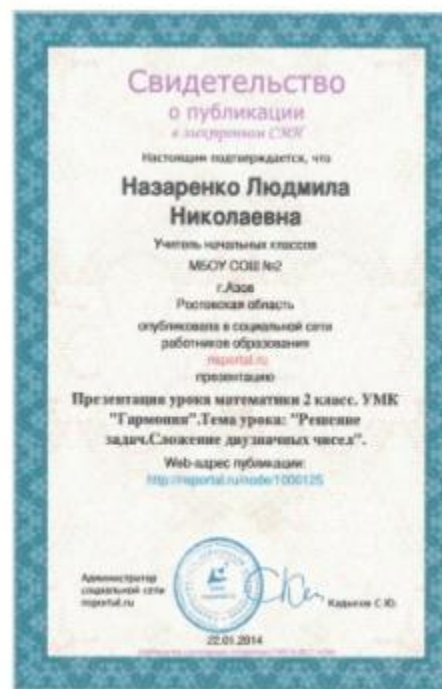 Свидетельство
о публикации
в электронном СМИ
Настоящим подтверждается, что
Назаренко Людмила
Николаевна
Учитель начальных классов
МБОУ СОШ №2
г.Азов
Ростовская область
опубликовала в социальной сети
работников образования
nsportal.ru
презентацию
Презентация урока математики 2 класс. УМК
"Гармония".Тема урока: "Решение
задач.Сложение двузначных чисел".
Web-адрес публикации:
http://nsportal.ru/node/1000125
Администратор
социальной сети
nsportal.ru
Кадыков С.Ю.
22.01.2014